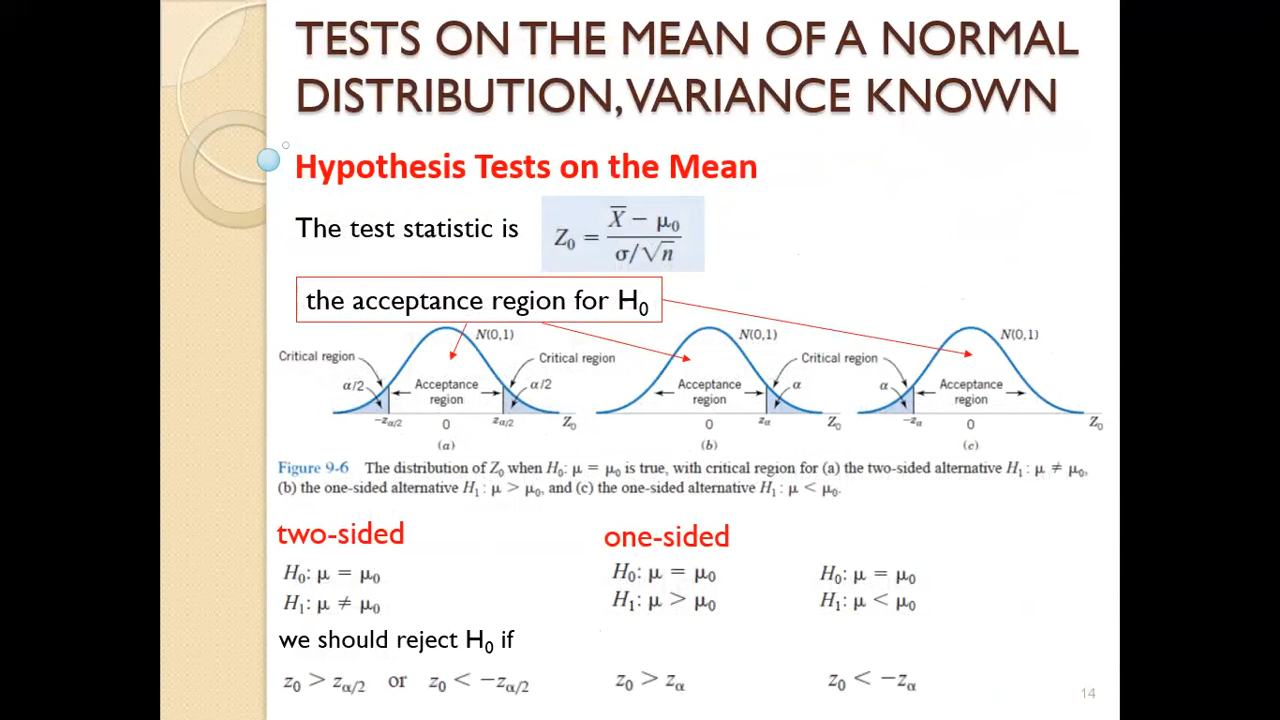 TESTS ON THE MEAN OF A NORMAL
DISTRIBUTION, VARIANCE KNOWN
Hypothesis Tests on the Mean
The test statistic is Z₀ = (X̅ − μ₀) / (σ/√n)
the acceptance region for H₀
N(0,1) N(0,1) N(0,1)
Critical region Critical region Critical region
α/2 Acceptance region α/2 Acceptance region α α Acceptance region
−zα/2 0 zα/2 Z₀ 0 zα Z₀ −zα 0 Z₀
(a) (b) (c)
Figure 9-6 The distribution of Z₀ when H₀: μ = μ₀ is true, with critical region for (a) the two-sided alternative H₁: μ ≠ μ₀,
(b) the one-sided alternative H₁: μ > μ₀, and (c) the one-sided alternative H₁: μ < μ₀.
two-sided one-sided
H₀: μ = μ₀ H₀: μ = μ₀ H₀: μ = μ₀
H₁: μ ≠ μ₀ H₁: μ > μ₀ H₁: μ < μ₀
we should reject H₀ if
z₀ > zα/2 or z₀ < −zα/2 z₀ > zα z₀ < −zα
14